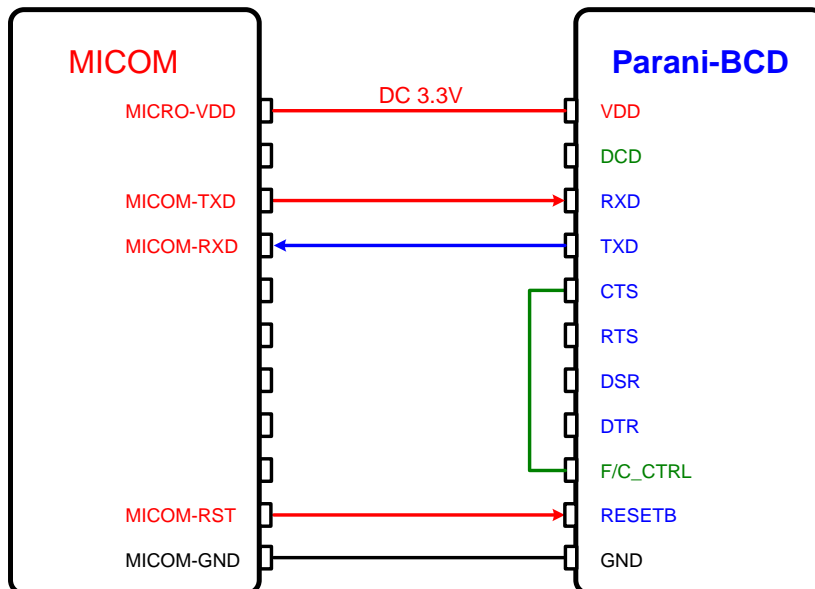 MICOM
Parani-BCD
DC 3.3V
MICRO-VDD
VDD
DCD
MICOM-TXD
RXD
MICOM-RXD
TXD
CTS
RTS
DSR
DTR
F/C_CTRL
MICOM-RST
RESETB
MICOM-GND
GND